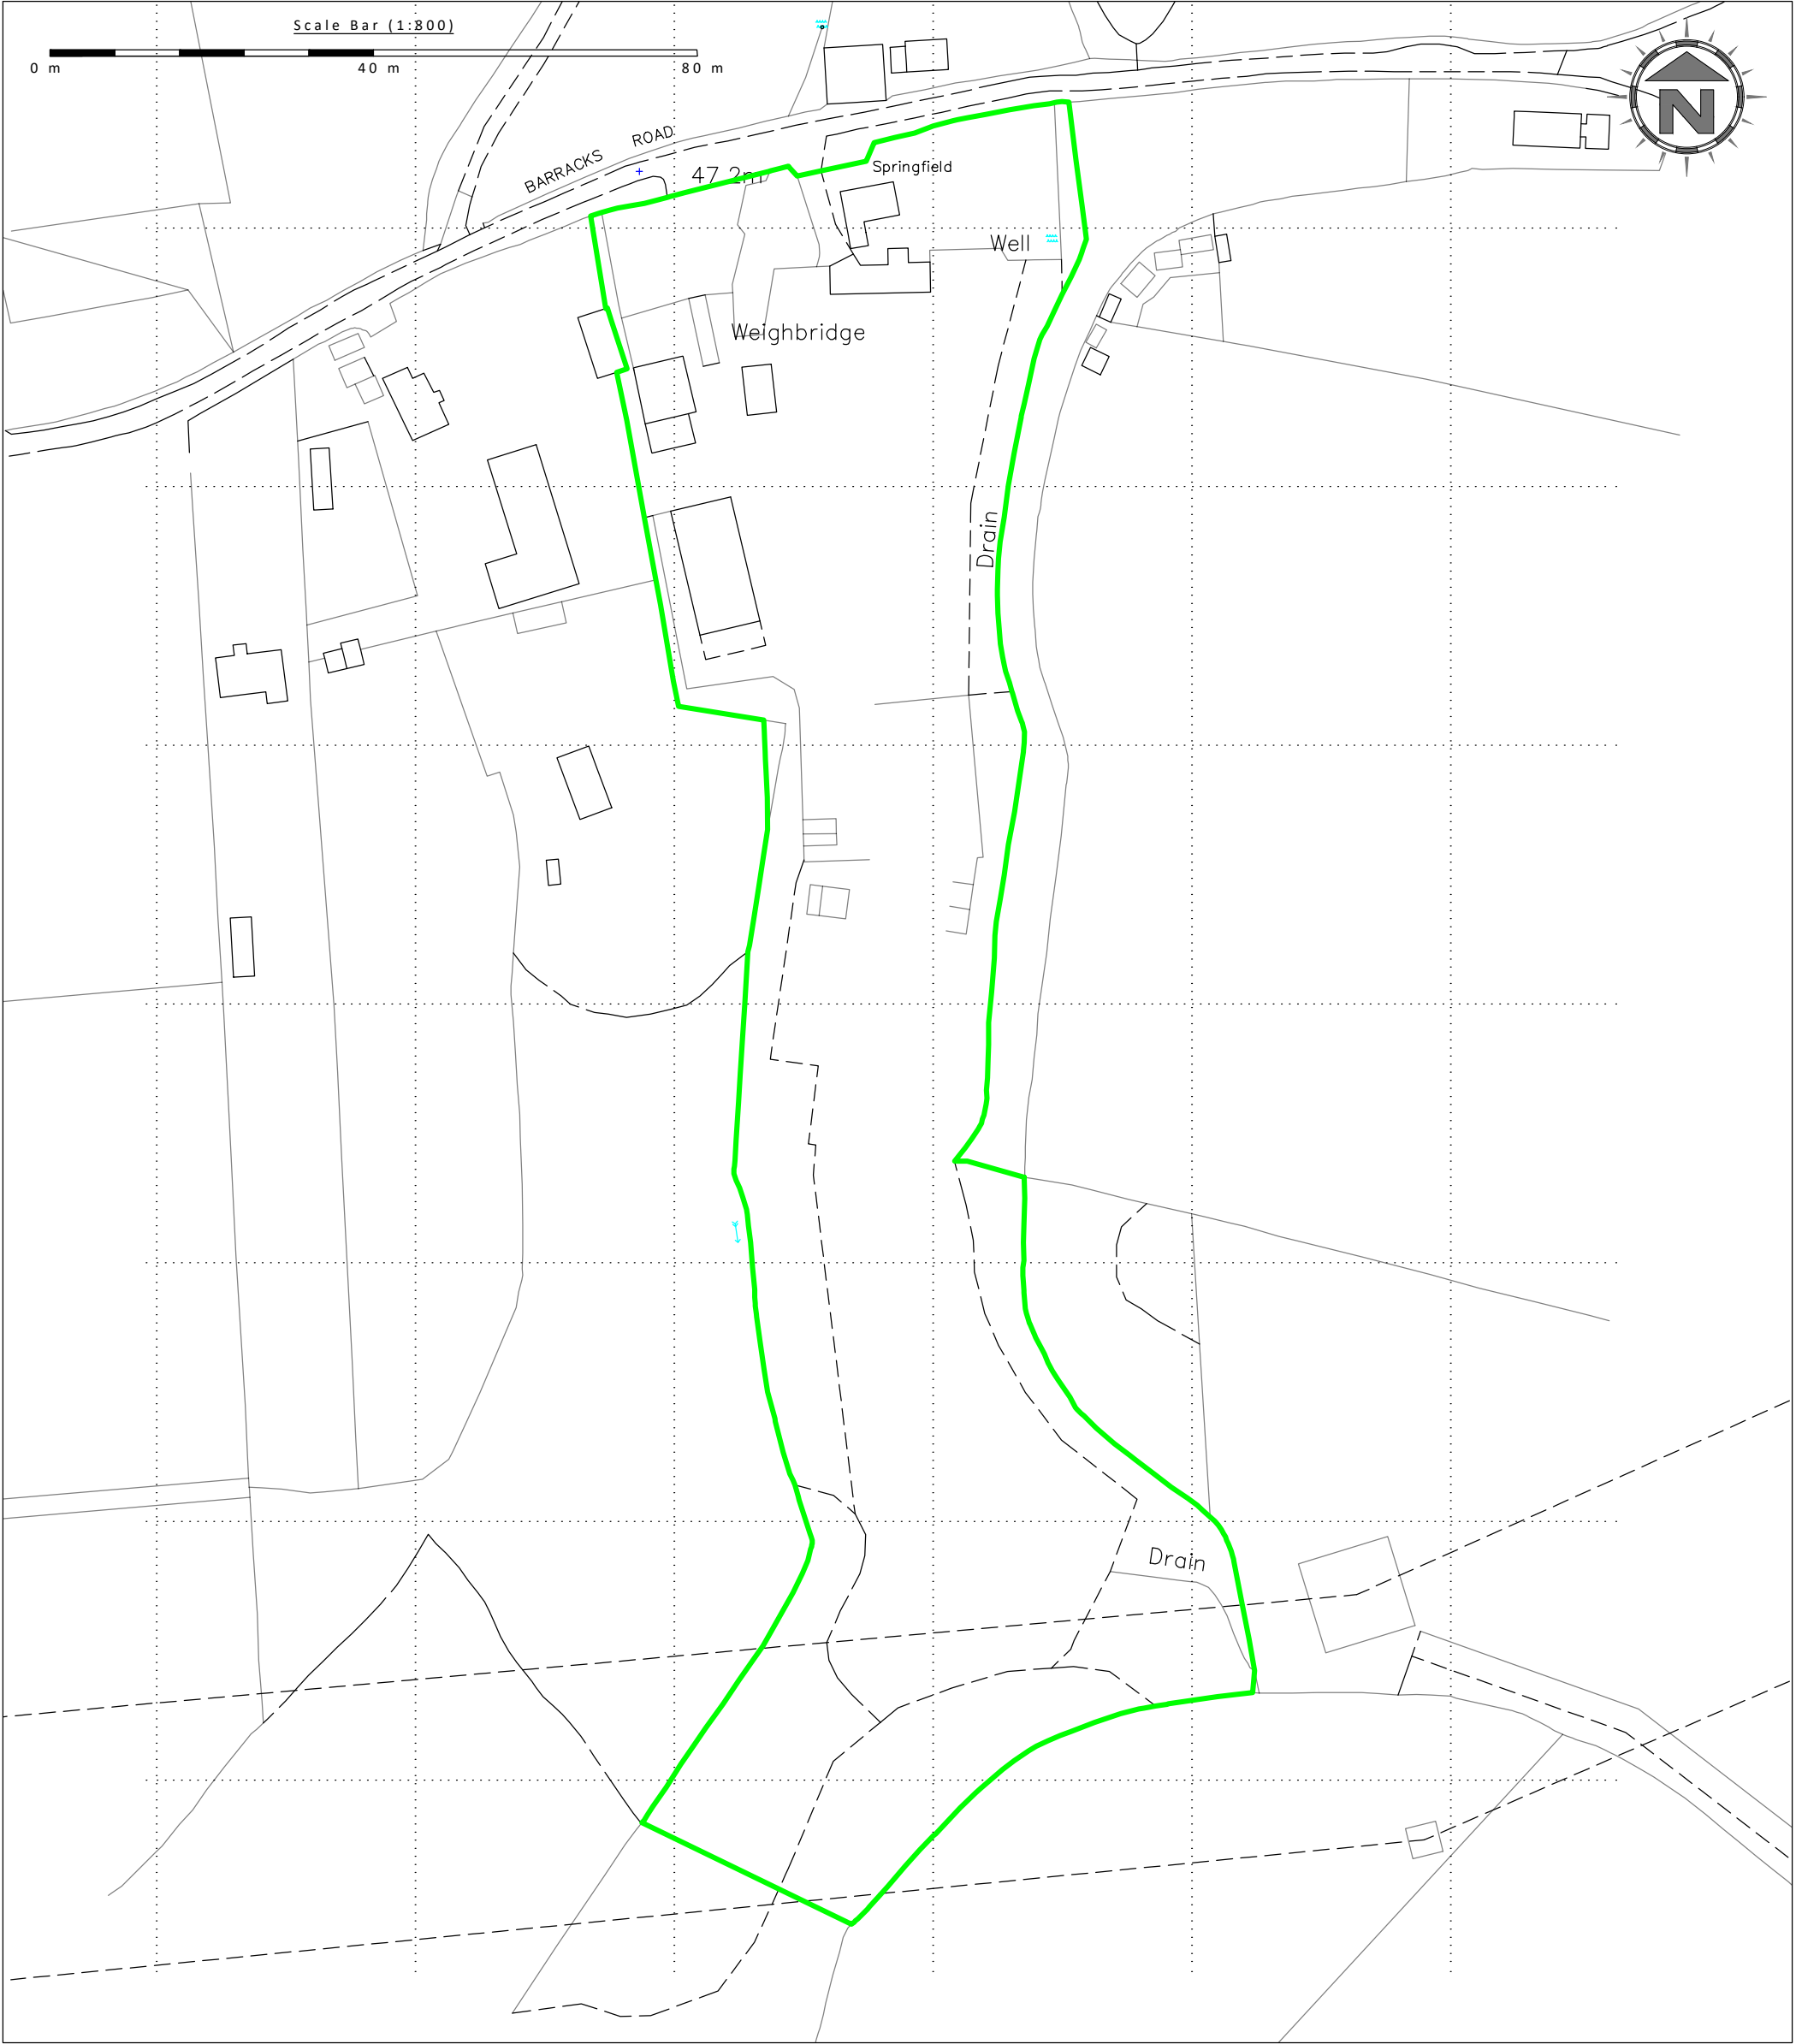 Scale Bar (1:800)
0 m 40 m 80 m
N
BARRACKS ROAD
47.2m
Springfield
Well
Weighbridge
Drain
Drain